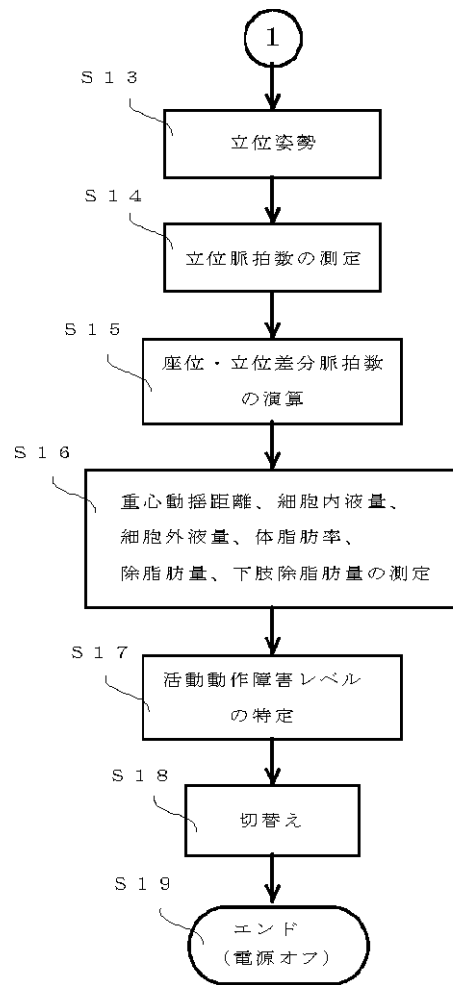 1
S13
立位姿勢
S14
立位脈拍数の測定
S15
座位・立位差分脈拍数
の演算
S16
重心動揺距離、細胞内液量、
細胞外液量、体脂肪率、
除脂肪量、下肢除脂肪量の測定
S17
活動動作障害レベル
の特定
S18
切替え
S19
エンド
(電源オフ)